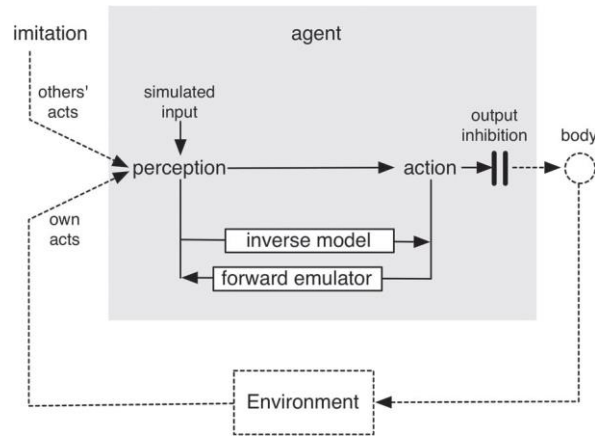 imitation
agent
others'
acts
simulated
input
output
inhibition
body
perception
action
own
acts
inverse model
forward emulator
Environment